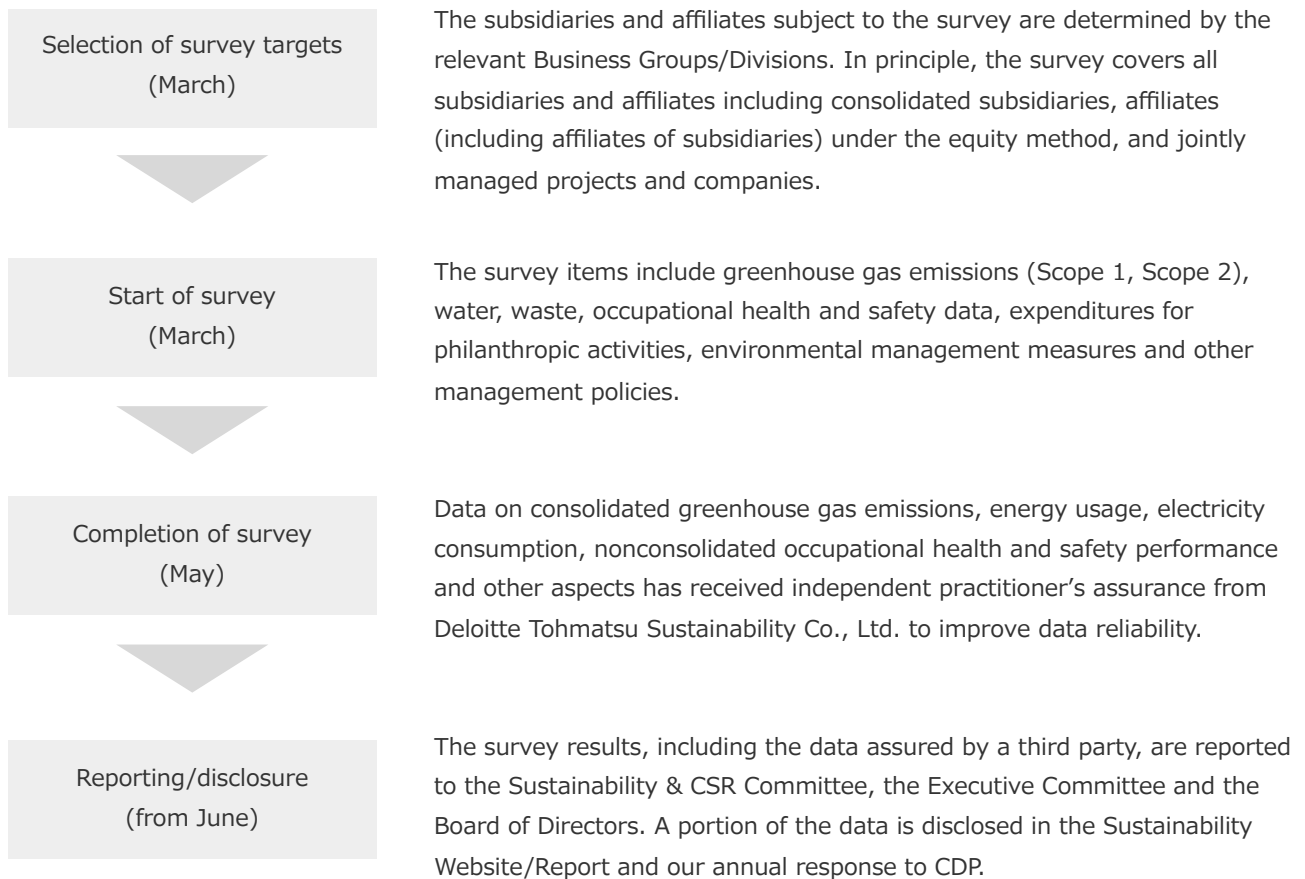 Selection of survey targets
(March)
The subsidiaries and affiliates subject to the survey are determined by the
relevant Business Groups/Divisions. In principle, the survey covers all
subsidiaries and affiliates including consolidated subsidiaries, affiliates
(including affiliates of subsidiaries) under the equity method, and jointly
managed projects and companies.
Start of survey
(March)
The survey items include greenhouse gas emissions (Scope 1, Scope 2),
water, waste, occupational health and safety data, expenditures for
philanthropic activities, environmental management measures and other
management policies.
Completion of survey
(May)
Data on consolidated greenhouse gas emissions, energy usage, electricity
consumption, nonconsolidated occupational health and safety performance
and other aspects has received independent practitioner’s assurance from
Deloitte Tohmatsu Sustainability Co., Ltd. to improve data reliability.
Reporting/disclosure
(from June)
The survey results, including the data assured by a third party, are reported
to the Sustainability & CSR Committee, the Executive Committee and the
Board of Directors. A portion of the data is disclosed in the Sustainability
Website/Report and our annual response to CDP.